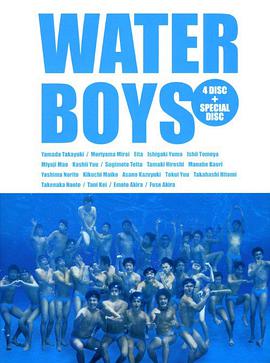 WATER
BOYS
4 DISC
+
SPECIAL
DISC
Yamada Takayuki / Moriyama Mirai Eita Ishigaki Yuma Ishii Tomoya
Miyaji Mao Kashii Yuu / Sugimoto Tetta Tamaki Hiroshi Manabe Kaori
Yashima Norito Kikuchi Maiko Asano Kazuyuki Tokui Yuu Takahashi Hitomi
Takenaka Naoto / Tani Kei / Emoto Akira / Fuse Akira